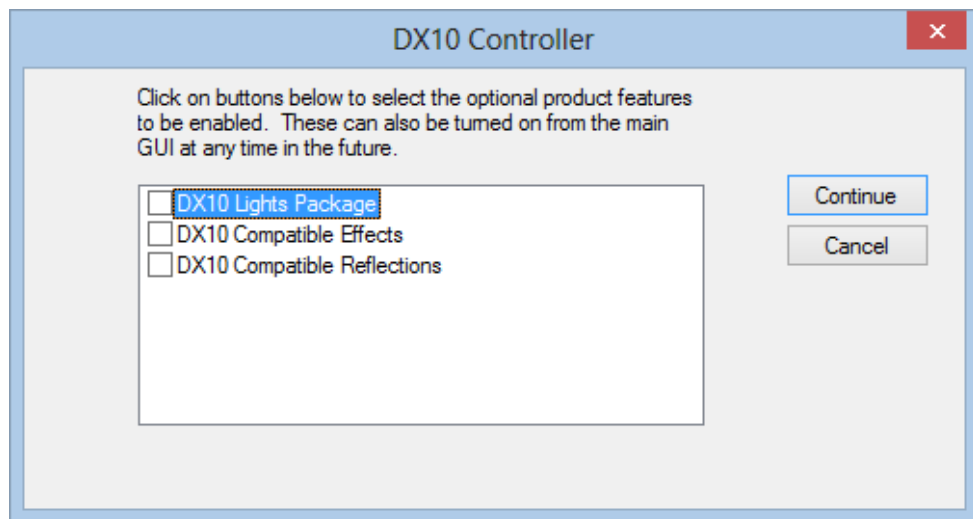 DX10 Controller
Click on buttons below to select the optional product features
to be enabled.  These can also be turned on from the main
GUI at any time in the future.
DX10 Lights Package
DX10 Compatible Effects
DX10 Compatible Reflections
Continue
Cancel